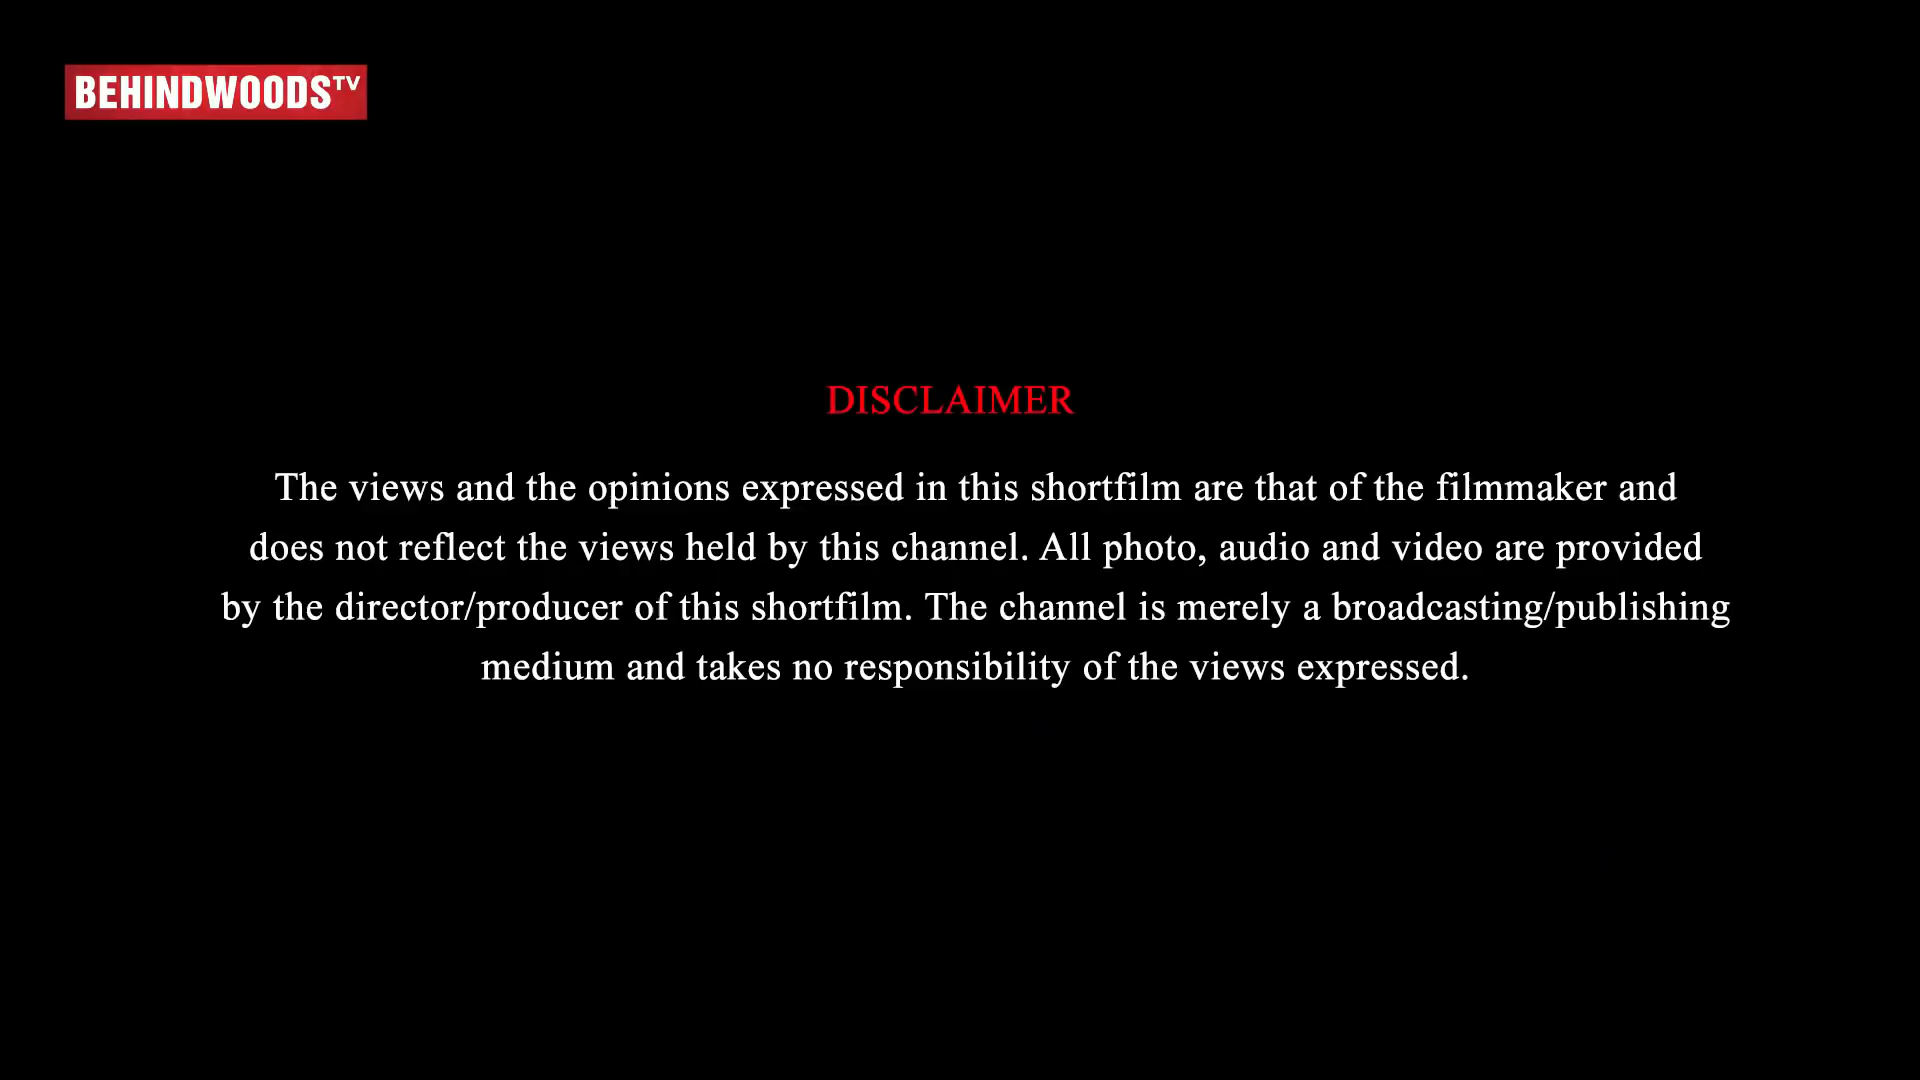 BEHINDWOODSTV
DISCLAIMER
The views and the opinions expressed in this shortfilm are that of the filmmaker and
does not reflect the views held by this channel. All photo, audio and video are provided
by the director/producer of this shortfilm. The channel is merely a broadcasting/publishing
medium and takes no responsibility of the views expressed.